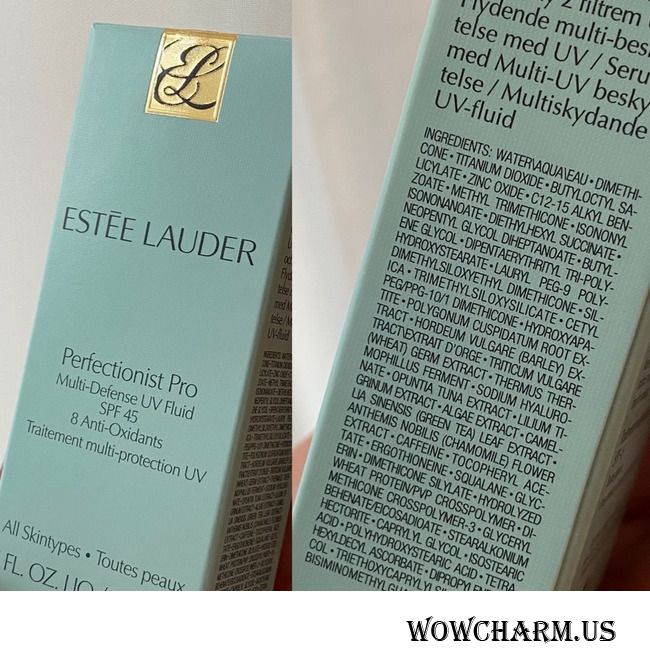 ESTĒE LAUDER
Perfectionist Pro
Multi-Defense UV Fluid
SPF 45
8 Anti-Oxidants
Traitement multi-protection UV
All Skintypes • Toutes peaux
FL. OZ.
2 filtrem
flydende multi-besk
telse med UV / Seru
med Multi-UV besky
telse / Multiskydande
UV-fluid
INGREDIENTS: WATER\AQUA\EAU • DIMETHI-
CONE • TITANIUM DIOXIDE • BUTYLOCTYL SA-
LICYLATE • ZINC OXIDE • C12-15 ALKYL BEN-
ZOATE • METHYL TRIMETHICONE • ISONONYL
ISONONANOATE • DIETHYLHEXYL SUCCINATE •
NEOPENTYL GLYCOL DIHEPTANOATE • BUTYL-
ENE GLYCOL • DIPENTAERYTHRITYL TRI-POLY-
HYDROXYSTEARATE • LAURYL PEG-9 POLY-
DIMETHYLSILOXYETHYL DIMETHICONE • SIL-
ICA • TRIMETHYLSILOXYSILICATE • CETYL
PEG/PPG-10/1 DIMETHICONE • HYDROXYAPA-
TITE • POLYGONUM CUSPIDATUM ROOT EX-
TRACT • HORDEUM VULGARE (BARLEY) EX-
TRACT\EXTRAIT D'ORGE • TRITICUM VULGARE
(WHEAT) GERM EXTRACT • THERMUS THER-
MOPHILLUS FERMENT • SODIUM HYALURO-
NATE • OPUNTIA TUNA EXTRACT • LILIUM TI-
GRINUM EXTRACT • ALGAE EXTRACT • CAMEL-
LIA SINENSIS (GREEN TEA) LEAF EXTRACT •
ANTHEMIS NOBILIS (CHAMOMILE) FLOWER
EXTRACT • CAFFEINE • TOCOPHERYL ACE-
TATE • ERGOTHIONEINE • SQUALANE • GLYC-
ERIN • DIMETHICONE SILYLATE • HYDROLYZED
WHEAT PROTEIN/PVP CROSSPOLYMER • DI-
METHICONE CROSSPOLYMER-3 • GLYCERYL
BEHENATE/EICOSADIOATE • STEARALKONIUM
HECTORITE • CAPRYLYL GLYCOL • ISOSTEARIC
ACID • POLYHYDROXYSTEARIC ACID • TETRA
HEXYLDECYL ASCORBATE • DIPROPYL
COL • TRIETHOXYCAPRYLYLSIL
BISIMINOMETHYLGUA
WOWCHARM.US